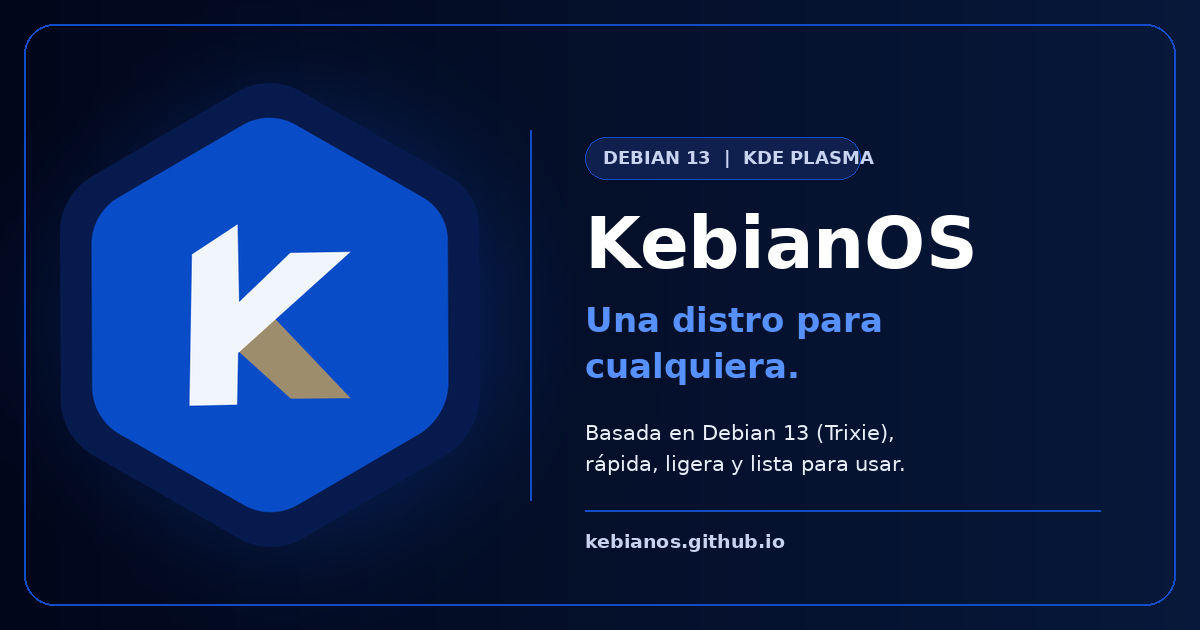 K
DEBIAN 13 | KDE PLASMA
KebianOS
Una distro para
cualquiera.
Basada en Debian 13 (Trixie),
rápida, ligera y lista para usar.
kebianos.github.io